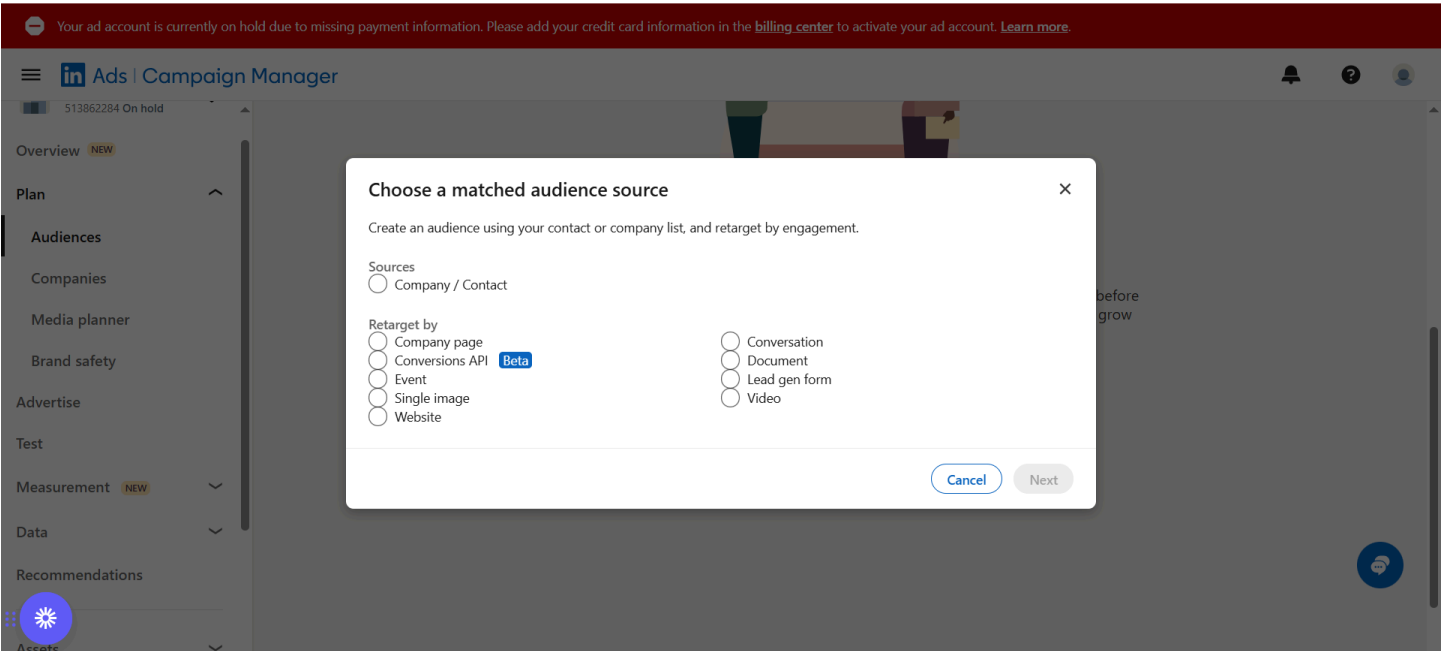 Your ad account is currently on hold due to missing payment information. Please add your credit card information in the billing center to activate your ad account. Learn more.
in Ads | Campaign Manager
513862284 On hold
Overview NEW
Plan
Audiences
Companies
Media planner
Brand safety
Advertise
Test
Measurement NEW
Data
Recommendations
Assets
before
grow
Choose a matched audience source
Create an audience using your contact or company list, and retarget by engagement.
Sources
Company / Contact
Retarget by
Company page
Conversions API Beta
Event
Single image
Website
Conversation
Document
Lead gen form
Video
Cancel Next